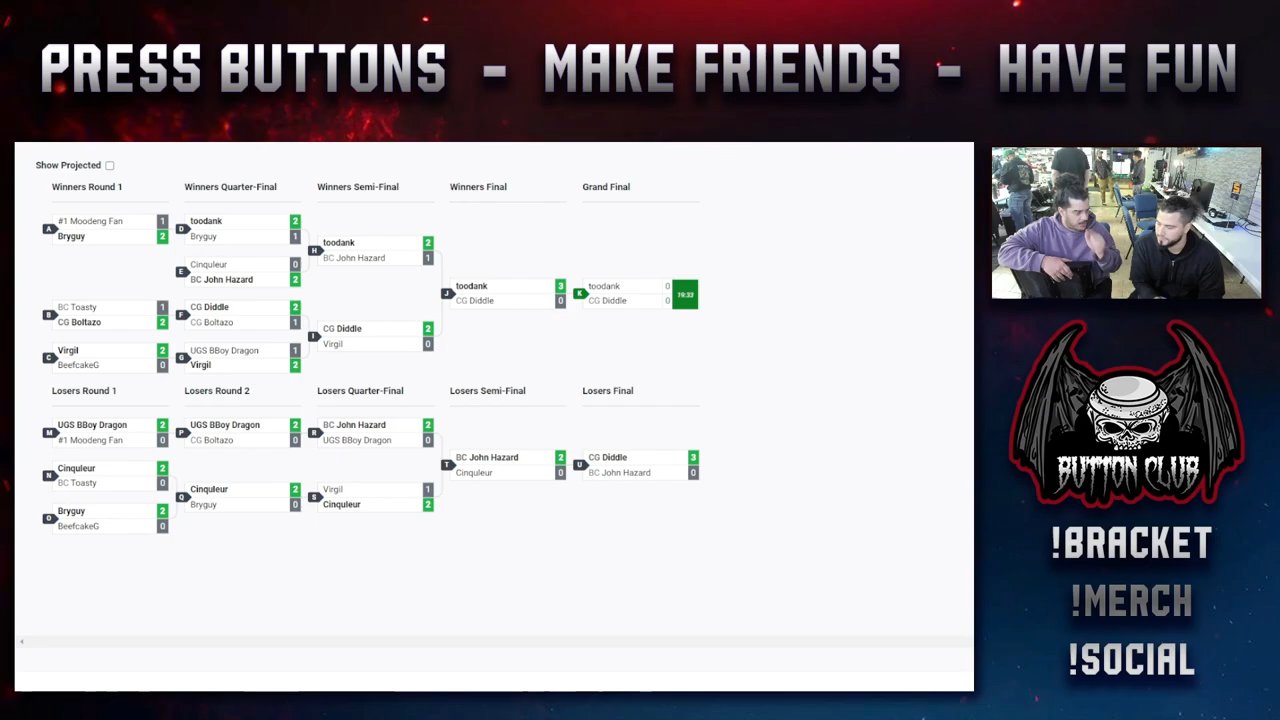 PRESS BUTTONS - MAKE FRIENDS - HAVE FUN
Show Projected
Winners Round 1
Winners Quarter-Final
Winners Semi-Final
Winners Final
Grand Final
A
#1 Moodeng Fan 1
Bryguy 2
D
toodank 2
Bryguy 1
E
Cinquleur 0
BC John Hazard 2
H
toodank 2
BC John Hazard 1
J
toodank 3
CG Diddle 0
K
toodank 0
CG Diddle 0
19:33
B
BC Toasty 1
CG Boltazo 2
F
CG Diddle 2
CG Boltazo 1
I
CG Diddle 2
Virgil 0
C
Virgil 2
BeefcakeG 0
G
UGS BBoy Dragon 1
Virgil 2
Losers Round 1
Losers Round 2
Losers Quarter-Final
Losers Semi-Final
Losers Final
M
UGS BBoy Dragon 2
#1 Moodeng Fan 0
P
UGS BBoy Dragon 2
CG Boltazo 0
R
BC John Hazard 2
UGS BBoy Dragon 0
T
BC John Hazard 2
Cinquleur 0
U
CG Diddle 3
BC John Hazard 0
N
Cinquleur 2
BC Toasty 0
Q
Cinquleur 2
Bryguy 0
S
Virgil 1
Cinquleur 2
O
Bryguy 2
BeefcakeG 0
BUTTON CLUB
!BRACKET
!MERCH
!SOCIAL